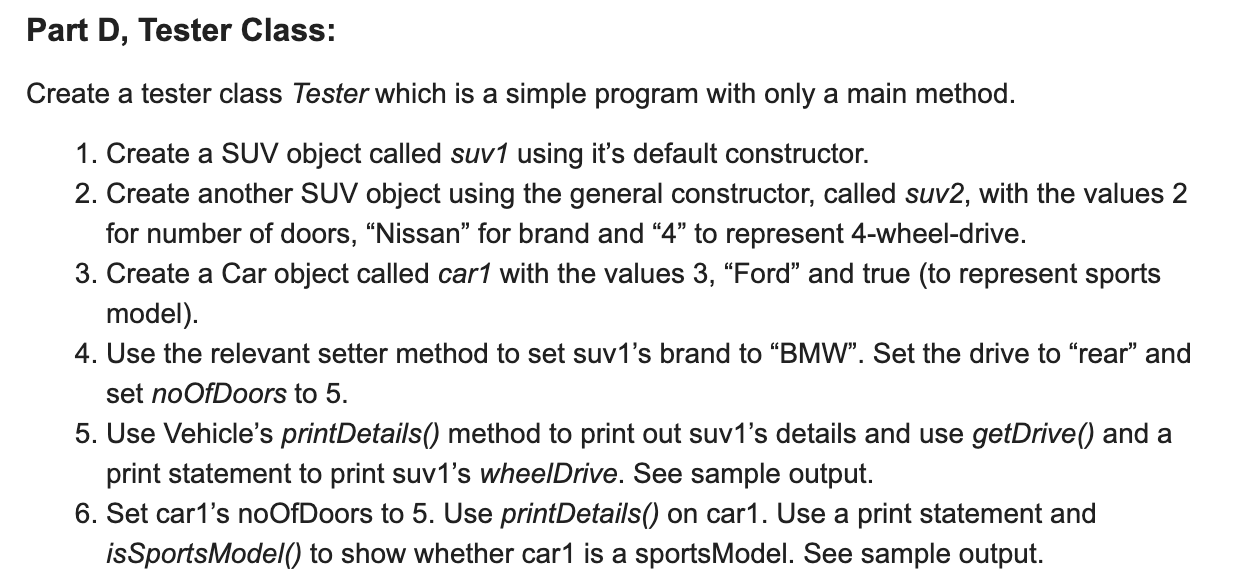 Part D, Tester Class:
Create a tester class Tester which is a simple program with only a main method.
1. Create a SUV object called suv1 using it’s default constructor.
2. Create another SUV object using the general constructor, called suv2, with the values 2
for number of doors, “Nissan” for brand and “4” to represent 4-wheel-drive.
3. Create a Car object called car1 with the values 3, “Ford” and true (to represent sports
model).
4. Use the relevant setter method to set suv1’s brand to “BMW”. Set the drive to “rear” and
set noOfDoors to 5.
5. Use Vehicle’s printDetails() method to print out suv1’s details and use getDrive() and a
print statement to print suv1’s wheelDrive. See sample output.
6. Set car1’s noOfDoors to 5. Use printDetails() on car1. Use a print statement and
isSportsModel() to show whether car1 is a sportsModel. See sample output.